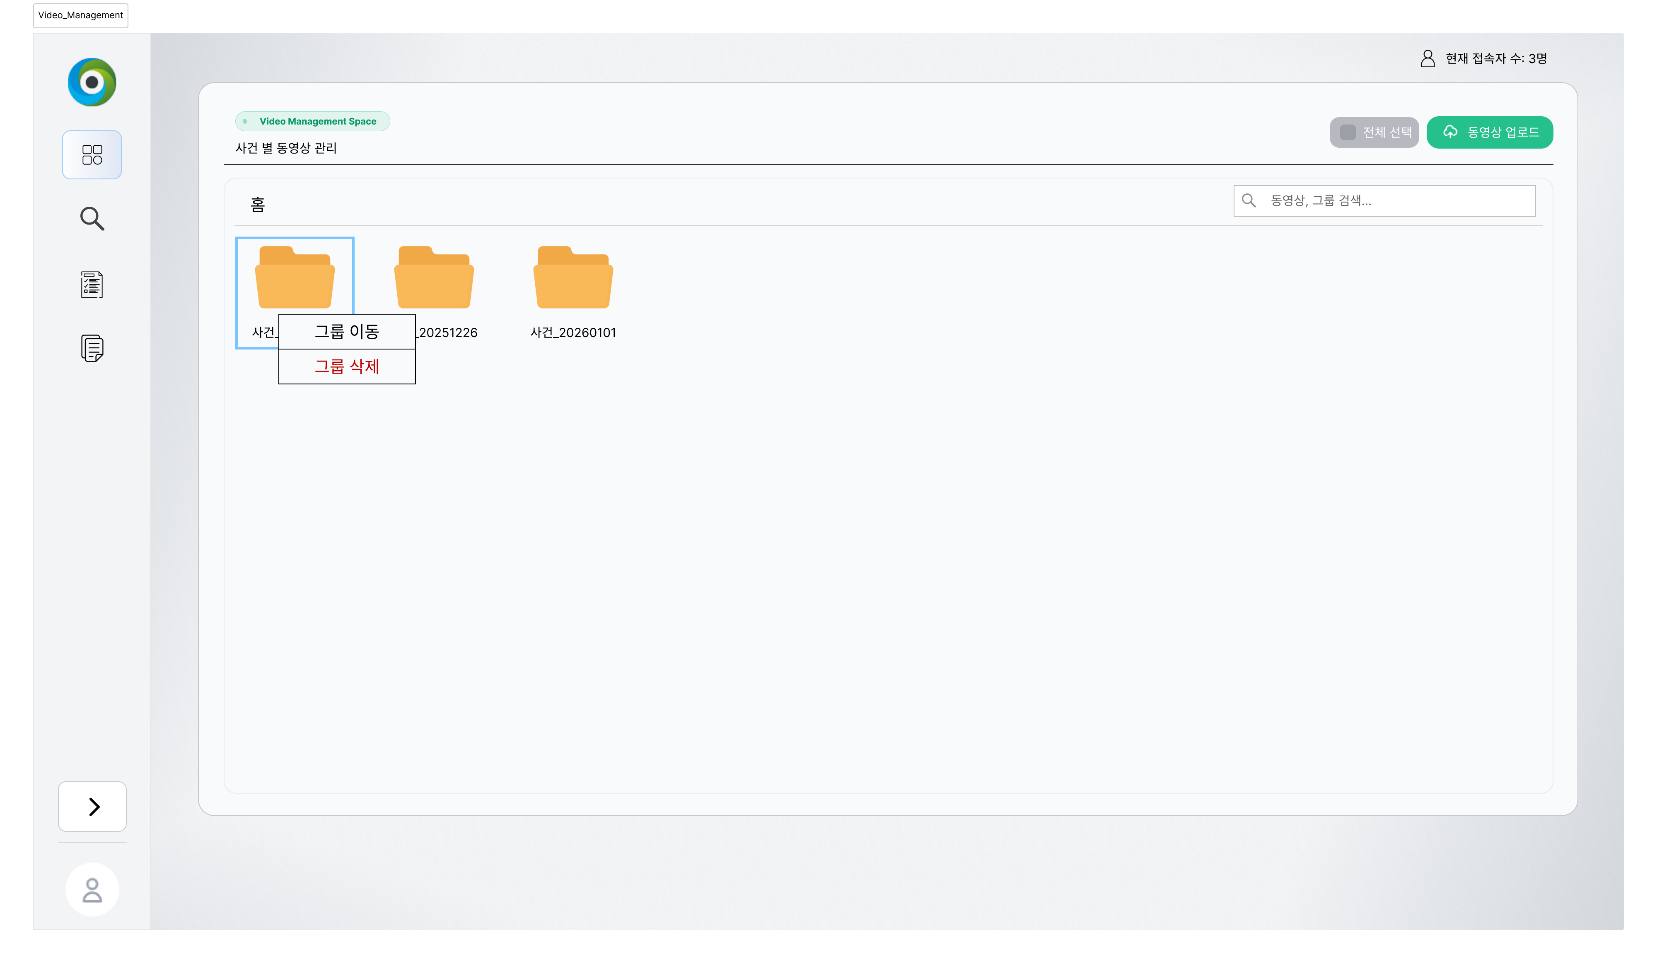 Video_Management
현재 접속자 수: 3명
Video Management Space
사건 별 동영상 관리
전체 선택
동영상 업로드
홈
동영상, 그룹 검색...
사건_
_20251226
사건_20260101
그룹 이동
그룹 삭제